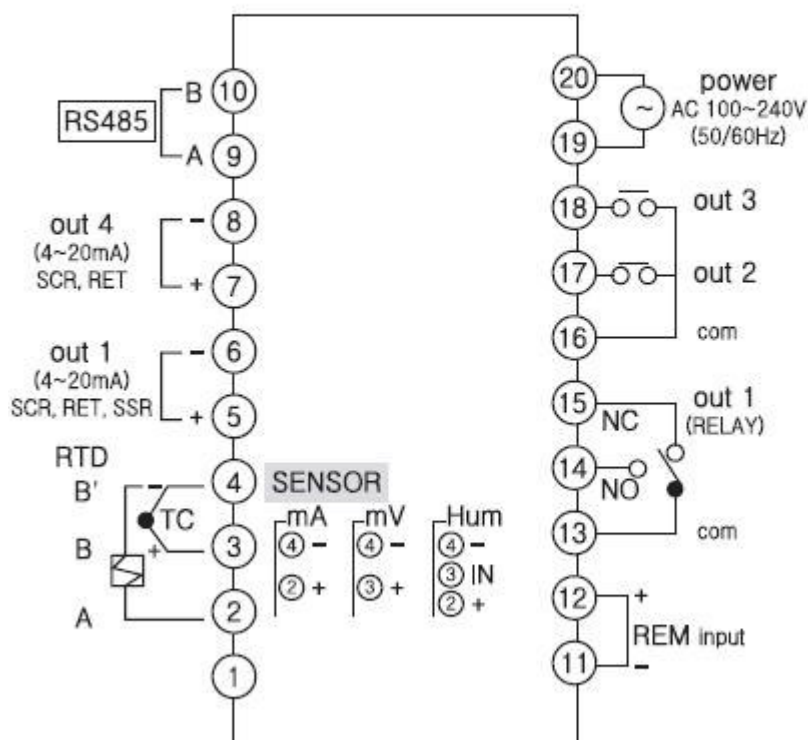 B 10
RS485
A 9
out 4
(4~20mA)
SCR, RET
- 8
+ 7
out 1
(4~20mA)
SCR, RET, SSR
- 6
+ 5
RTD
B' - 4
TC
B + 3
A 2
1
SENSOR
mA
4 -
2 +
mV
4 -
3 +
Hum
4 -
3 IN
2 +
20
19
~
power
AC 100~240V
(50/60Hz)
18 out 3
17 out 2
16 com
15 NC
out 1
(RELAY)
14 NO
13 com
12 +
REM input
11 -